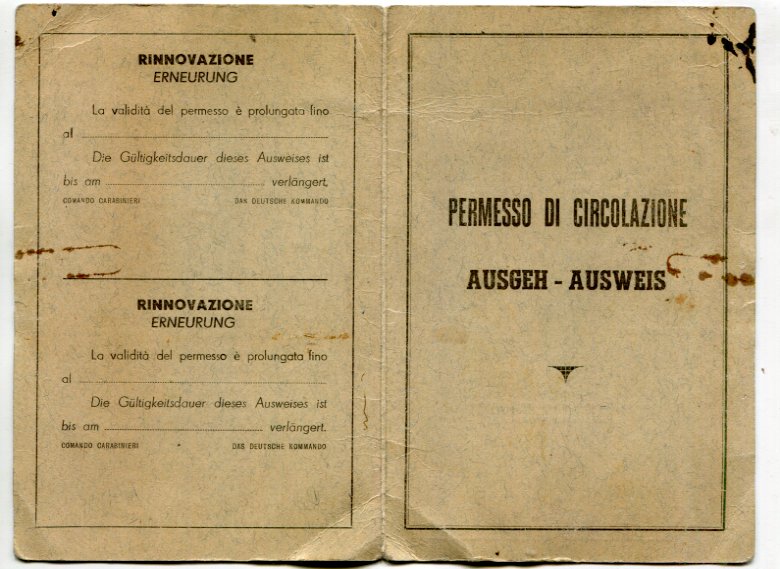 RINNOVAZIONE
ERNEURUNG
La validità del permesso è prolungata fino
al
Die Gültigkeitsdauer dieses Ausweises ist
bis am verlängert.
COMANDO CARABINIERI DAS DEUTSCHE KOMMANDO
RINNOVAZIONE
ERNEURUNG
La validità del permesso è prolungata fino
al
Die Gültigkeitsdauer dieses Ausweises ist
bis am verlängert.
COMANDO CARABINIERI DAS DEUTSCHE KOMMANDO
PERMESSO DI CIRCOLAZIONE
AUSGEH - AUSWEIS